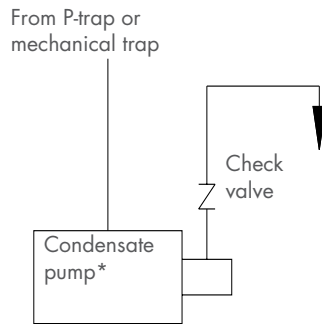 From P-trap or
mechanical trap
Check
valve
Condensate
pump*